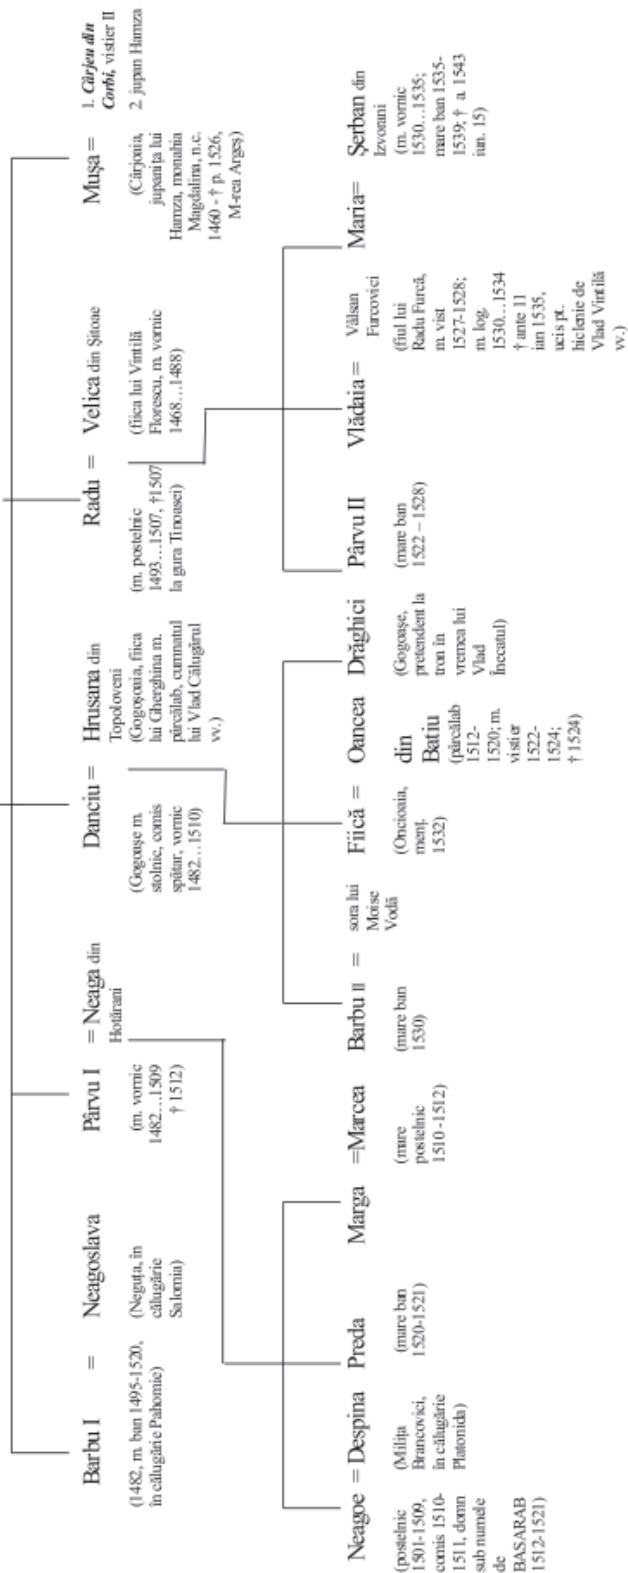 Barbu I =
(1482, m. ban 1495-1520,
în călugărie Pahomie)
Neagoslava
(Neguța, în
călugărie
Salomia)
Pârvu I
(m. vornic
1482…1509
† 1512)
= Neaga din
Hotărani
Danciu =
(Gogoașe m.
stolnic, comis
spătar, vornic
1482…1510)
Hrusana din
Topoloveni
(Gogoșoaia, fiica
lui Gherghina m.
pârcălab, cumnatul
lui Vlad Călugărul
vv.)
Radu =
(m. postelnic
1493…1507, †1507
la gura Tinoasei)
Velica din Șitoae
(fiica lui Vintilă
Florescu, m. vornic
1468…1488)
Mușa =
(Cârjoaia,
jupanița lui
Hamza, monahia
Magdalina, n.c.
1460 - † p. 1526,
M-rea Argeș)
1. Cârjeu din
Corbi, vistier II
2. jupan Hamza
Neagoe
(postelnic
1501-1509,
comis 1510-
1511, domn
sub numele
de
BASARAB
1512-1521)
= Despina
(Milița
Brancovici,
în călugărie
Platonida)
Preda
(mare ban
1520-1521)
Marga
=Marcea
(mare
postelnic
1510 -1512)
Barbu II =
(mare ban
1530)
sora lui
Moise
Vodă
Fiică =
(Oncioaia,
menț.
1532)
Oancea
din
Batiu
(pârcălab
1512-
1520; m.
vistier
1522-
1524;
† 1524)
Drăghici
(Gogoașe,
pretendent la
tron în
vremea lui
Vlad
Înecatul)
Pârvu II
(mare ban
1522 – 1528)
Vlădaia =
Vâlsan
Furcovici
(fiul lui
Radu Furcă,
m. vist
1527-1528;
m. log.
1530…1534
† ante 11
ian 1535,
ucis pt.
hiclenie de
Vlad Vintilă
vv.)
Maria=
Șerban din
Izvorani
(m. vornic
1530…1535;
mare ban 1535-
1539; † a. 1543
iun. 15)